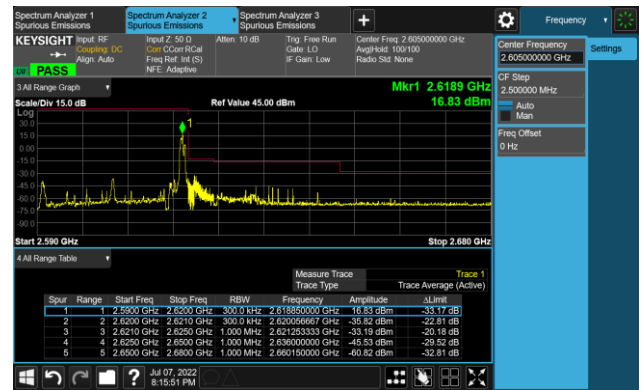 Spectrum Analyzer 1
Spurious Emissions
Spectrum Analyzer 2
Spurious Emissions
Spectrum Analyzer 3
Spurious Emissions
Frequency
KEYSIGHT
Input: RF
Coupling: DC
Align: Auto
Input Z: 50 Ω
Corr CCorr RCal
Freq Ref: Int (S)
NFE: Adaptive
Atten: 10 dB
Trig: Free Run
Gate: LO
IF Gain: Low
Center Freq: 2.605000000 GHz
Avg|Hold: 100/100
Radio Std: None
PASS
Center Frequency
2.605000000 GHz
Settings
CF Step
2.500000 MHz
Auto
Man
Freq Offset
0 Hz
3 All Range Graph
Mkr1 2.6189 GHz
Scale/Div 15.0 dB
Ref Value 45.00 dBm
16.83 dBm
Log
30.0
15.0
0.00
-15.0
-30.0
-45.0
-60.0
-75.0
-90.0
1
Start 2.590 GHz
Stop 2.680 GHz
4 All Range Table
Measure Trace Trace 1
Trace Type Trace Average (Active)
Spur Range Start Freq Stop Freq RBW Frequency Amplitude ΔLimit
1 1 2.5900 GHz 2.6200 GHz 300.0 kHz 2.618850000 GHz 16.83 dBm -33.17 dB
2 2 2.6200 GHz 2.6210 GHz 300.0 kHz 2.620056667 GHz -35.82 dBm -22.81 dB
3 3 2.6210 GHz 2.6250 GHz 1.000 MHz 2.621253333 GHz -33.19 dBm -20.18 dB
4 4 2.6250 GHz 2.6500 GHz 1.000 MHz 2.636000000 GHz -45.53 dBm -29.52 dB
5 5 2.6500 GHz 2.6800 GHz 1.000 MHz 2.660150000 GHz -60.82 dBm -32.81 dB
Jul 07, 2022
8:15:51 PM